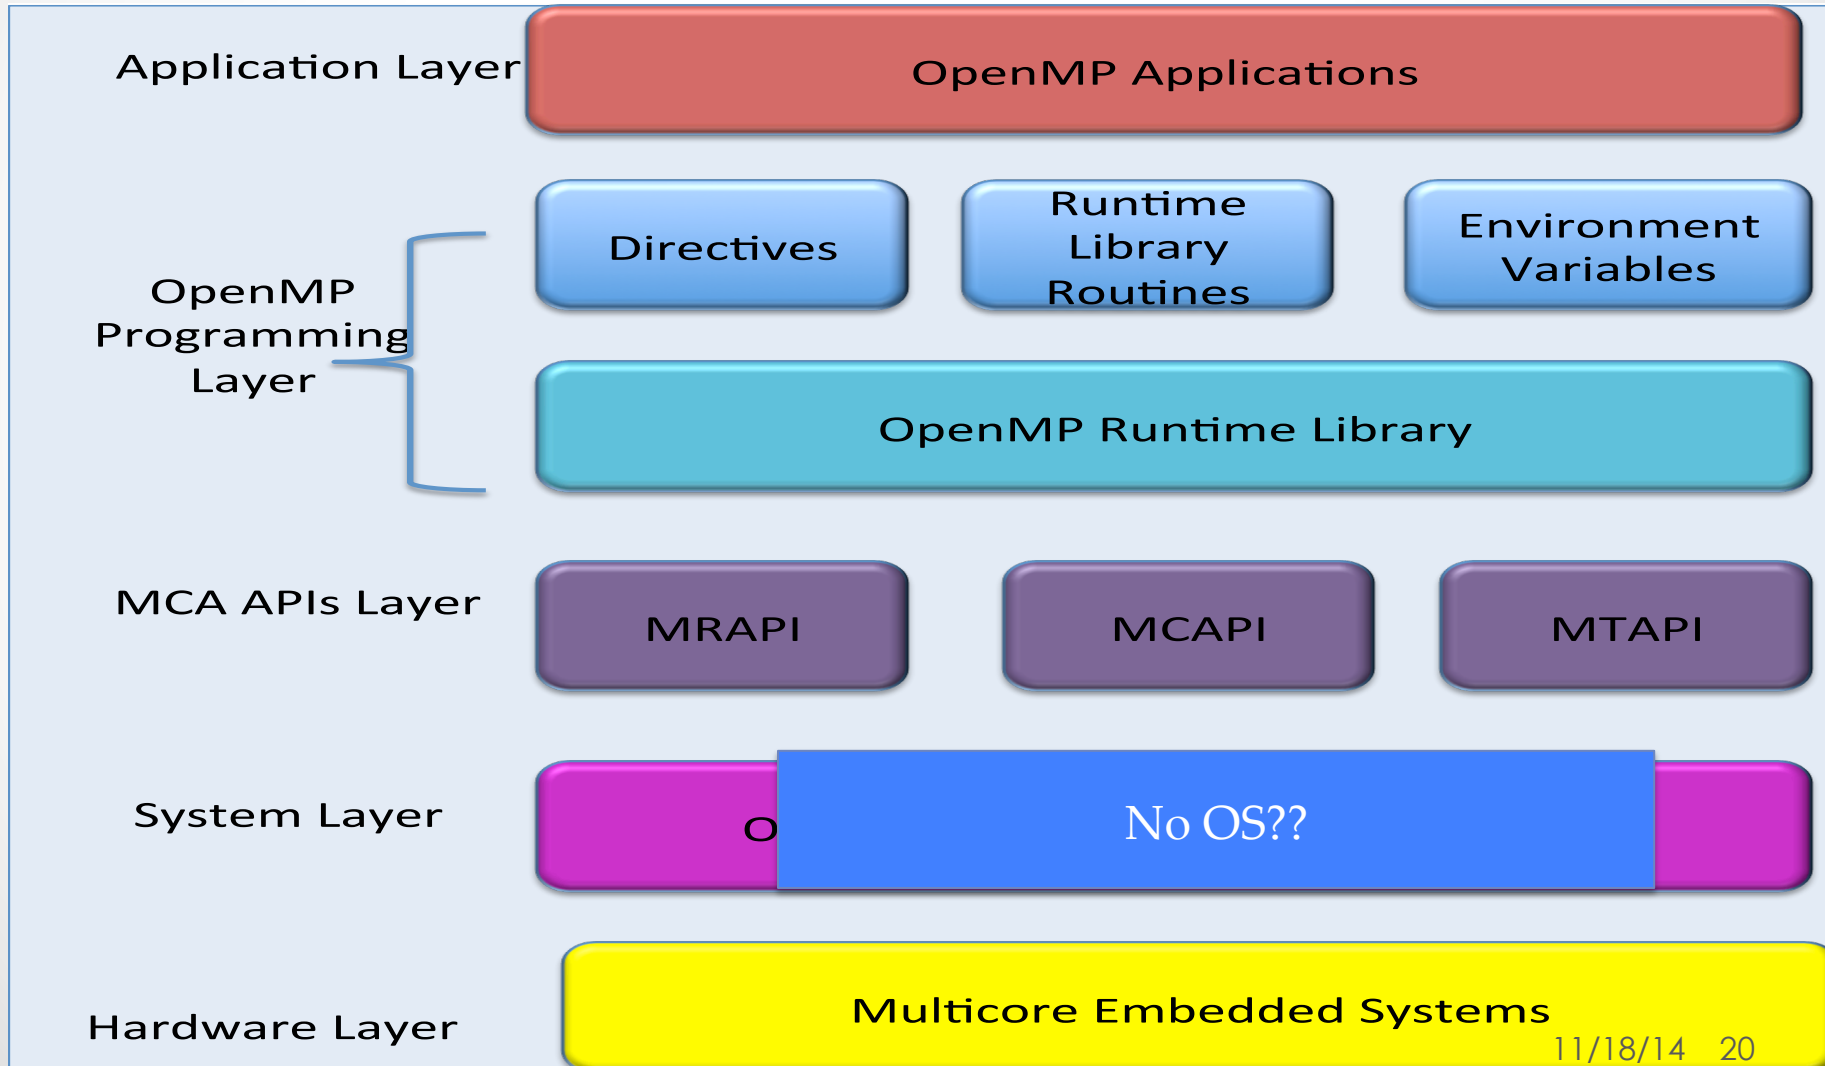 Application Layer
OpenMP Applications
Directives
Runtime
Library
Routines
Environment
Variables
OpenMP
Programming
Layer
OpenMP Runtime Library
MCA APIs Layer
MRAPI
MCAPI
MTAPI
System Layer
No OS??
Hardware Layer
Multicore Embedded Systems
11/18/14 20